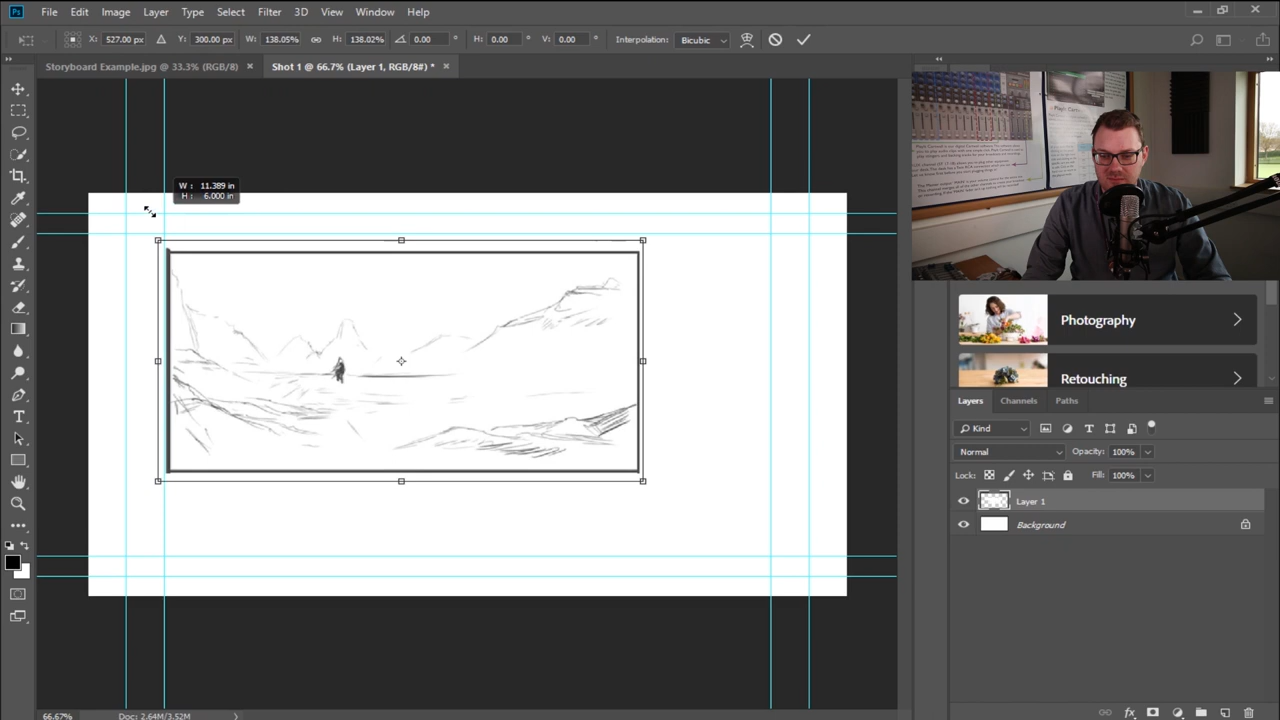 Ps File Edit Image Layer Type Select Filter 3D View Window Help
X: 527.00 px Y: 300.00 px W: 138.05% H: 138.02% 0.00 ° H: 0.00 ° V: 0.00 ° Interpolation: Bicubic
Storyboard Example.jpg @ 33.3% (RGB/8) × Shot 1 @ 66.7% (Layer 1, RGB/8#) * ×
W : 11.389 in
H : 6.000 in
Photography
Retouching
Layers Channels Paths
Kind
Normal Opacity: 100%
Lock: Fill: 100%
Layer 1
Background
fx
66.67% Doc: 2.64M/3.52M